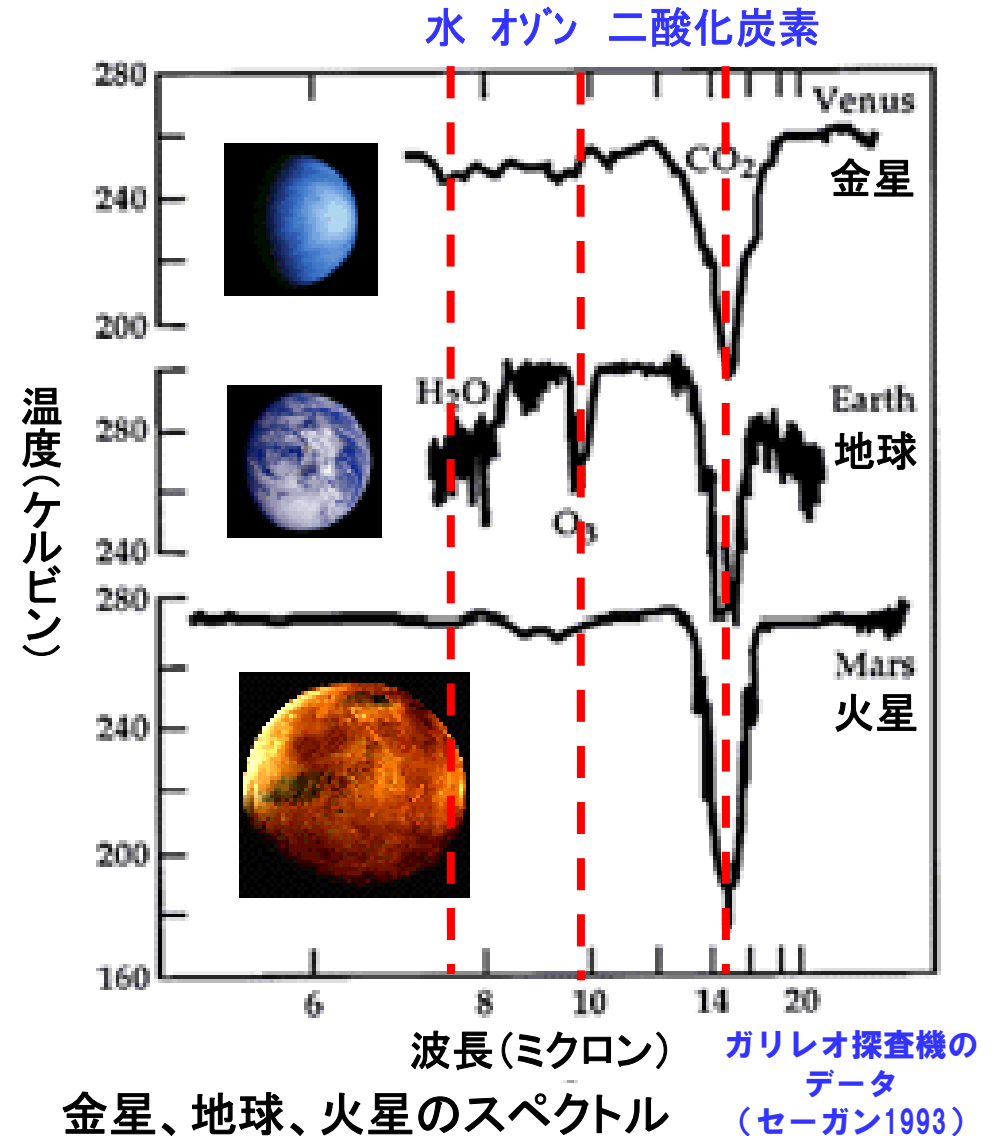 水 オゾン 二酸化炭素
280
240
200
Venus
金星
CO₂
280
240
H₂O
O₃
Earth
地球
280
240
200
160
Mars
火星
温度(ケルビン)
6 8 10 14 20
波長(ミクロン)
ガリレオ探査機の
データ
(セーガン1993)
金星、地球、火星のスペクトル